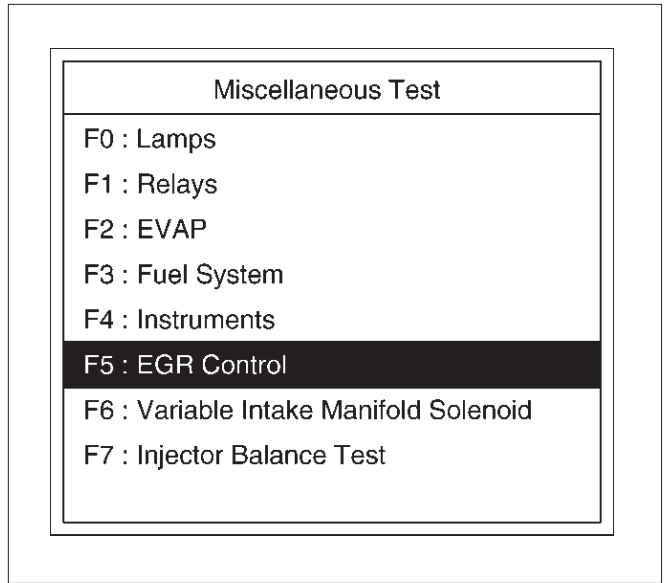 Miscellaneous Test
F0 : Lamps
F1 : Relays
F2 : EVAP
F3 : Fuel System
F4 : Instruments
F5 : EGR Control
F6 : Variable Intake Manifold Solenoid
F7 : Injector Balance Test